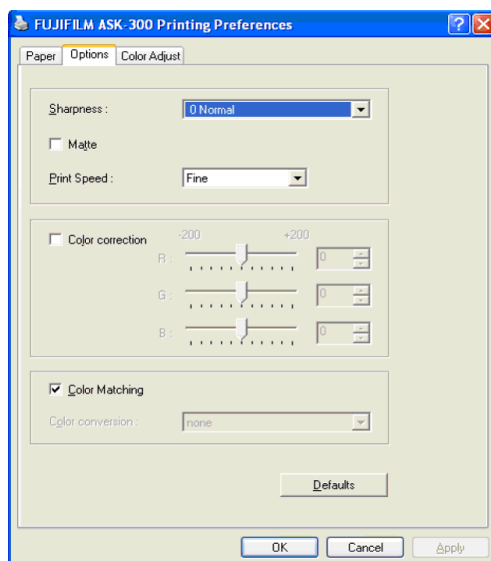 FUJIFILM ASK-300 Printing Preferences
Paper Options Color Adjust
Sharpness : 0 Normal
Matte
Print Speed : Fine
Color correction -200 +200
R : 0
G : 0
B : 0
Color Matching
Color conversion : none
Defaults
OK Cancel Apply